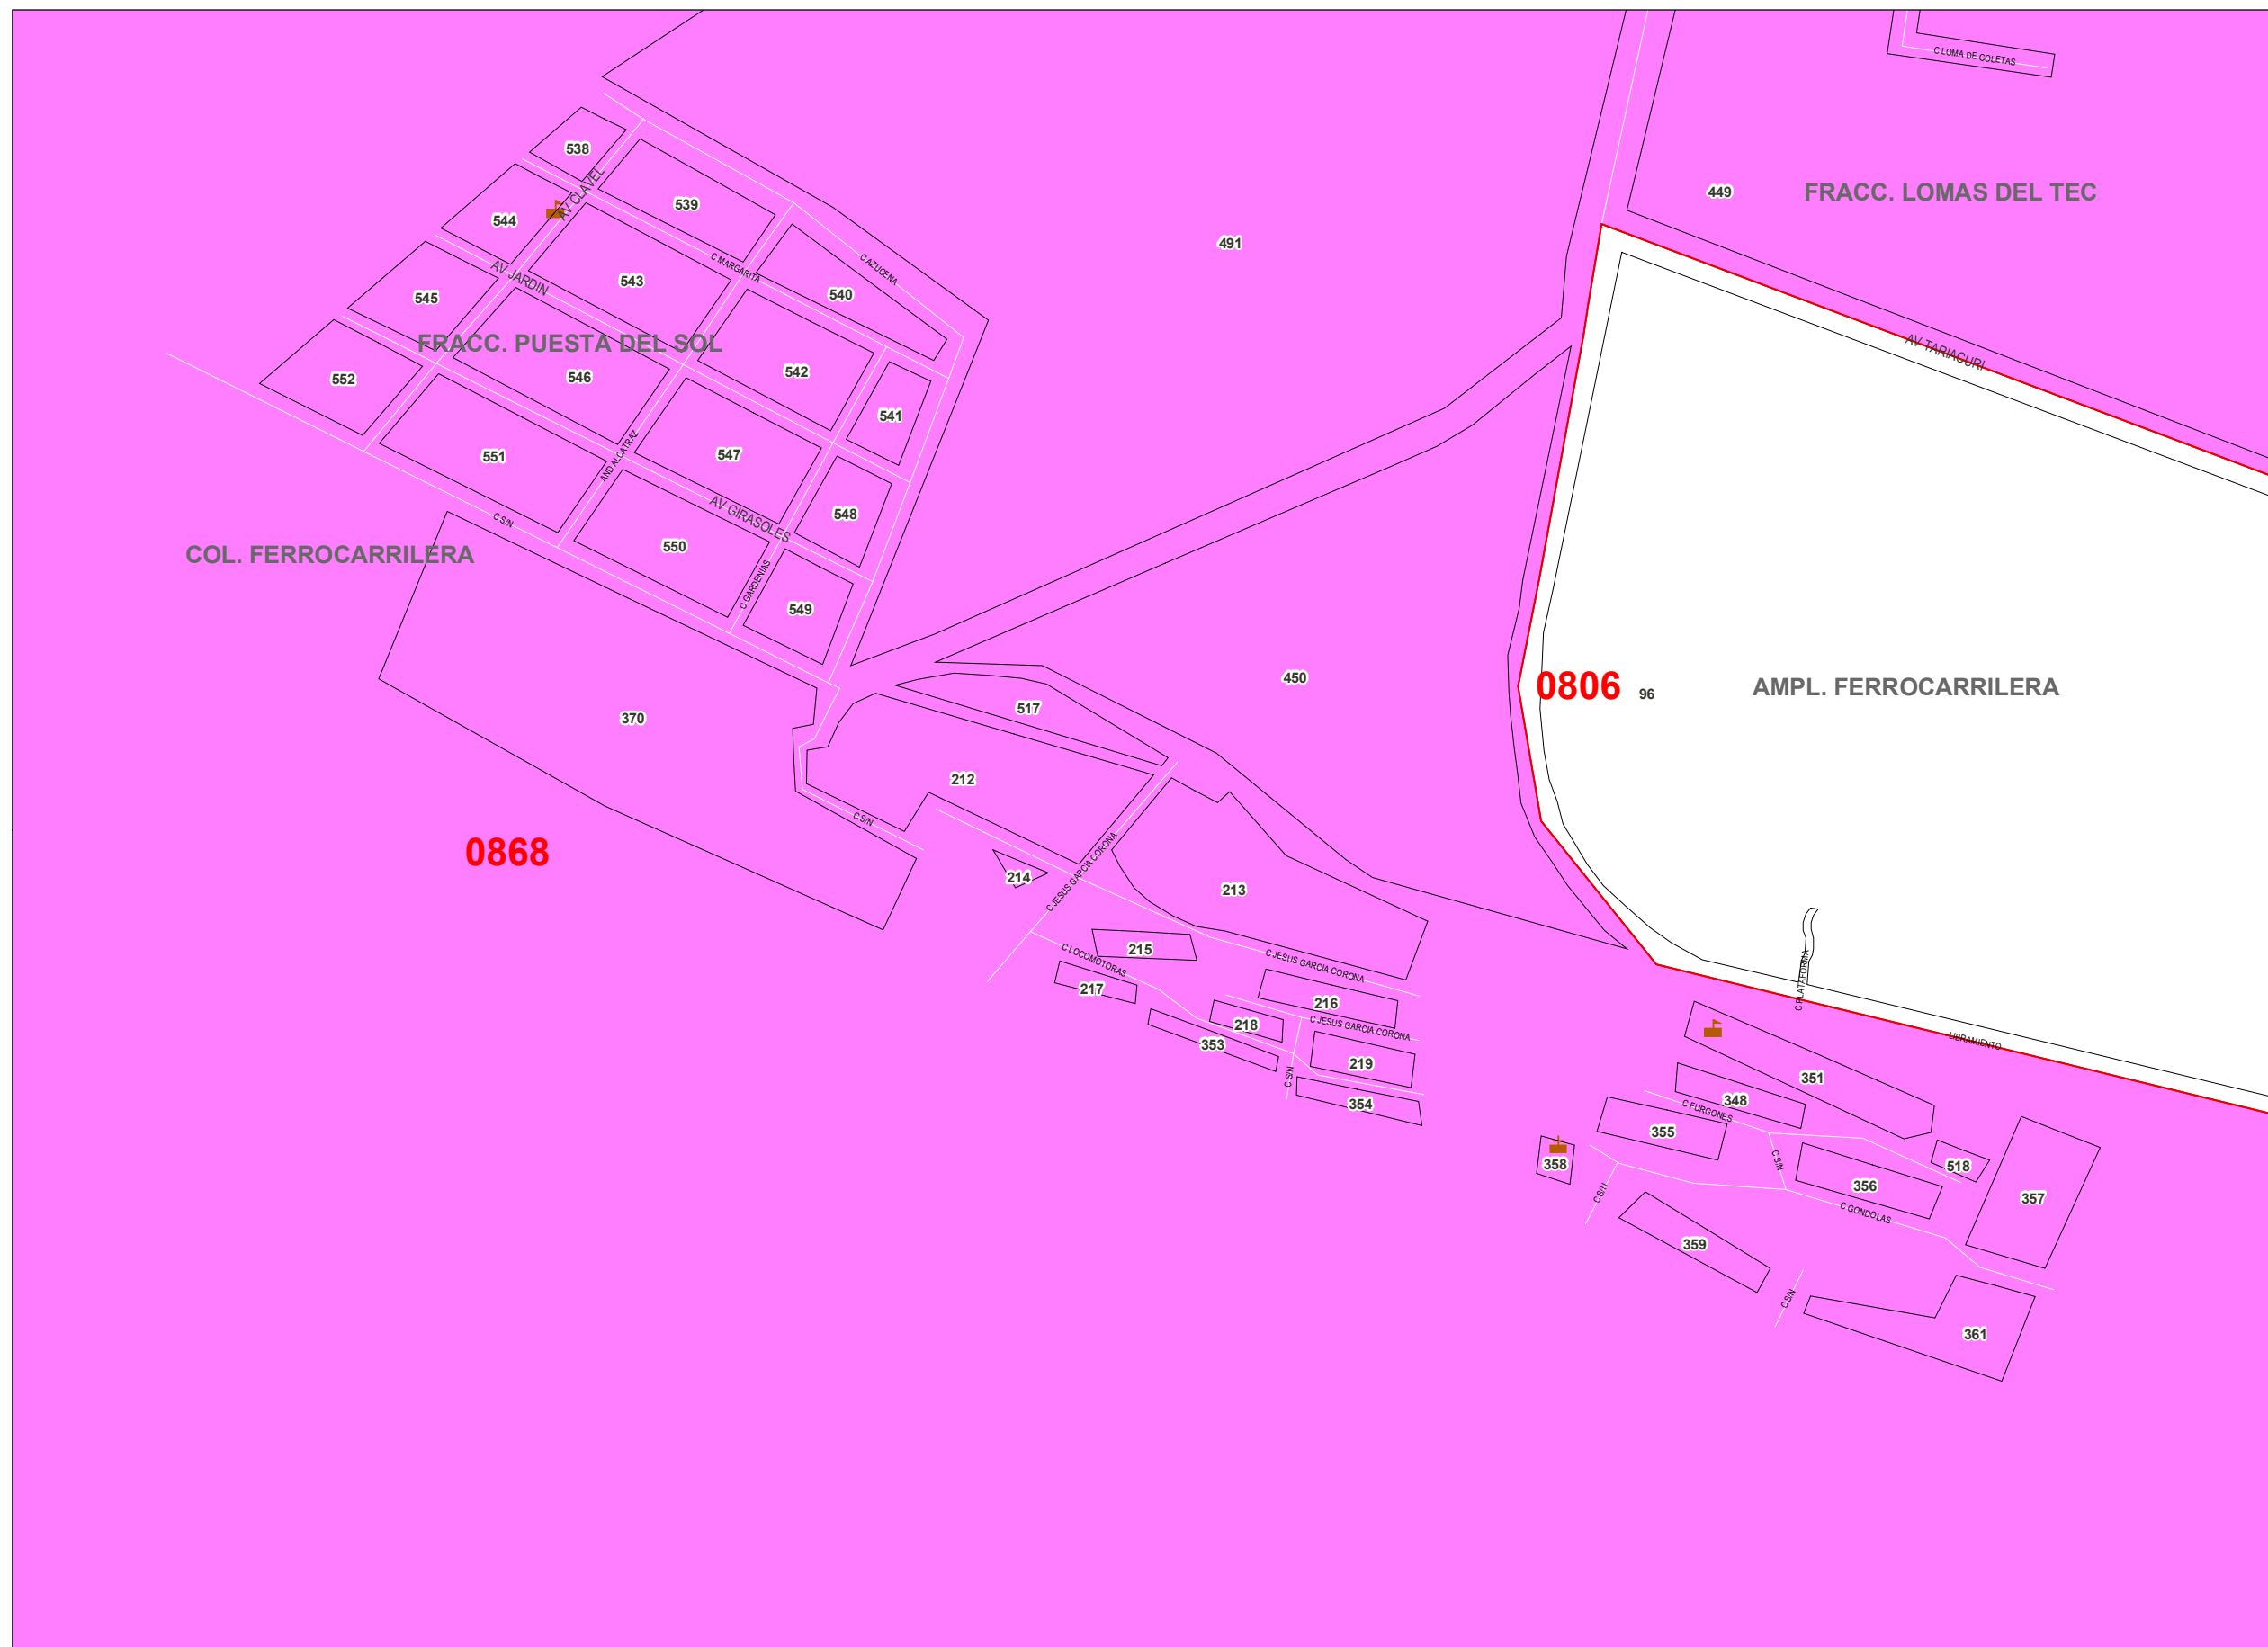 C LOMA DE GOLETAS
538
AV CLAVEL
FRACC. LOMAS DEL TEC
449
539
544
491
C MARGARITA
C AZUCENA
AV JARDIN
543
540
545
FRACC. PUESTA DEL SOL
AV TARIACURI
552
546
542
541
551
AND ALCATRAZ
547
AV GIRASOLES
548
C S/N
550
COL. FERROCARRILERA
C GARDENIAS
549
450
0806
96
AMPL. FERROCARRILERA
517
370
212
C S/N
0868
C JESUS GARCIA CORONA
214
213
215
C LOCOMOTORAS
C JESUS GARCIA CORONA
217
216
C PLATAFORMA
218
C JESUS GARCIA CORONA
353
219
LIBRAMIENTO
C S/N
354
351
348
C FURGONES
355
358
C S/N
518
356
357
C S/N
C GONDOLAS
359
C S/N
361